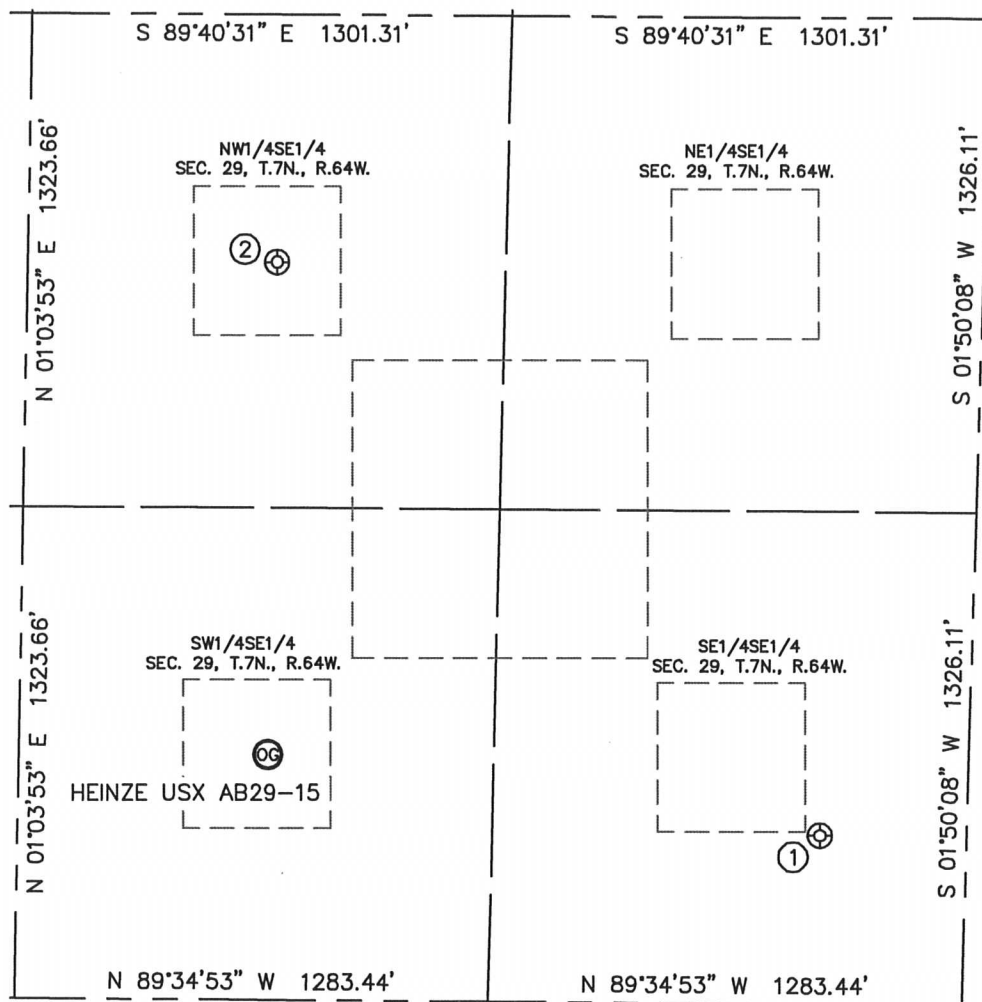 S 89°40'31" E 1301.31'
S 89°40'31" E 1301.31'
N 01°03'53" E 1323.66'
NW1/4SE1/4
SEC. 29, T.7N., R.64W.
2
NE1/4SE1/4
SEC. 29, T.7N., R.64W.
S 01°50'08" W 1326.11'
N 01°03'53" E 1323.66'
SW1/4SE1/4
SEC. 29, T.7N., R.64W.
OG
HEINZE USX AB29-15
SE1/4SE1/4
SEC. 29, T.7N., R.64W.
1
S 01°50'08" W 1326.11'
N 89°34'53" W 1283.44'
N 89°34'53" W 1283.44'